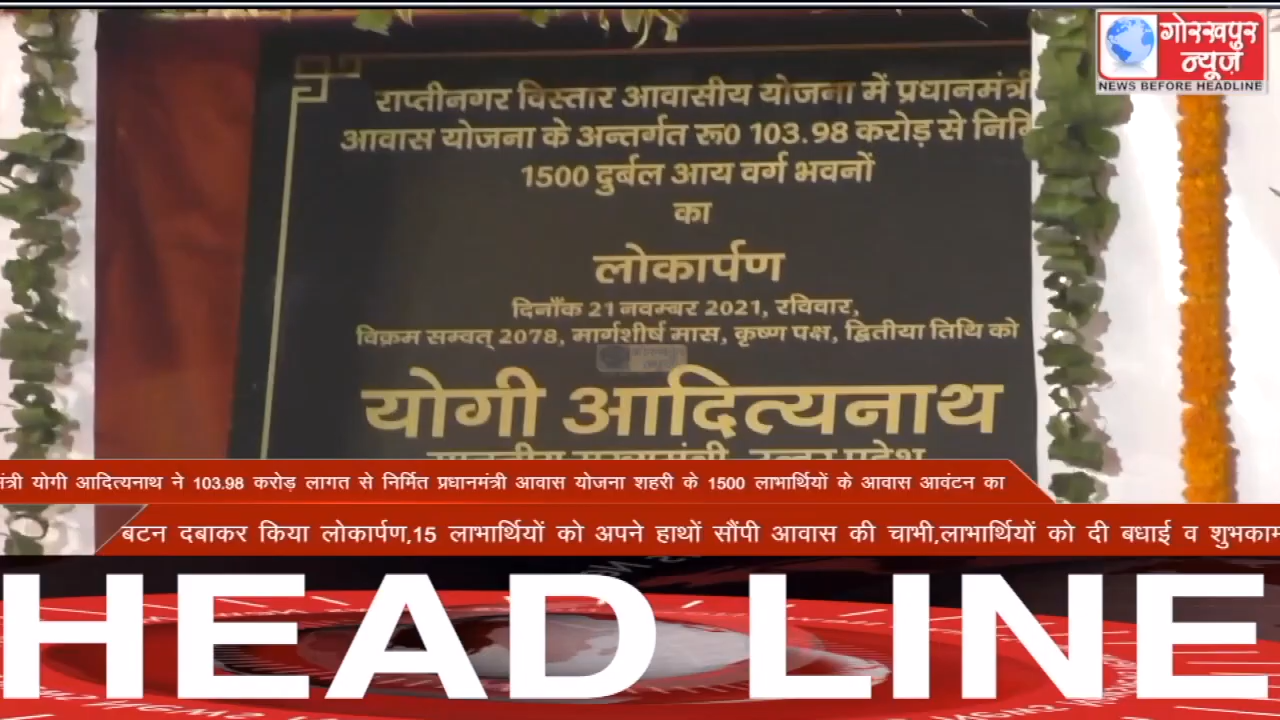 गोरखपुर
न्यूज़
NEWS BEFORE HEADLINE
राप्तीनगर विस्तार आवासीय योजना में प्रधानमंत्री
आवास योजना के अन्तर्गत रू0 103.98 करोड़ से
1500 दुर्बल आय वर्ग भवनों
का
लोकार्पण
दिनाँक 21 नवम्बर 2021, रविवार,
विक्रम सम्वत् 2078, मार्गशीर्ष मास, कृष्ण पक्ष, द्वितीया तिथि को
योगी आदित्यनाथ
योगी आदित्यनाथ ने 103.98 करोड़ लागत से निर्मित प्रधानमंत्री आवास योजना शहरी के 1500 लाभार्थियों के आवास आवंटन का
बटन दबाकर किया लोकार्पण,15 लाभार्थियों को अपने हाथों सौंपी आवास की चाभी,लाभार्थियों को दी बधाई व
HEAD LINE